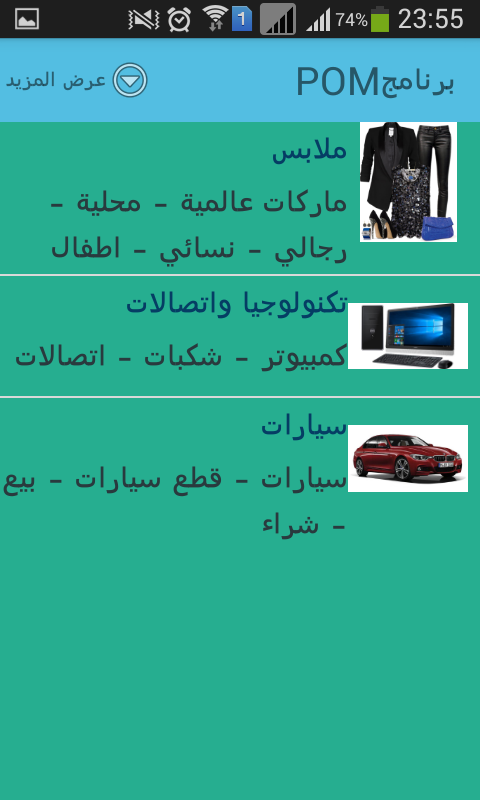 74% 23:55
1
برنامجPOM
عرض المزيد
ملابس
ماركات عالمية - محلية -
رجالي - نسائي - اطفال
تكنولوجيا واتصالات
كمبيوتر - شكبات - اتصالات
سيارات
سيارات - قطع سيارات - بيع
- شراء